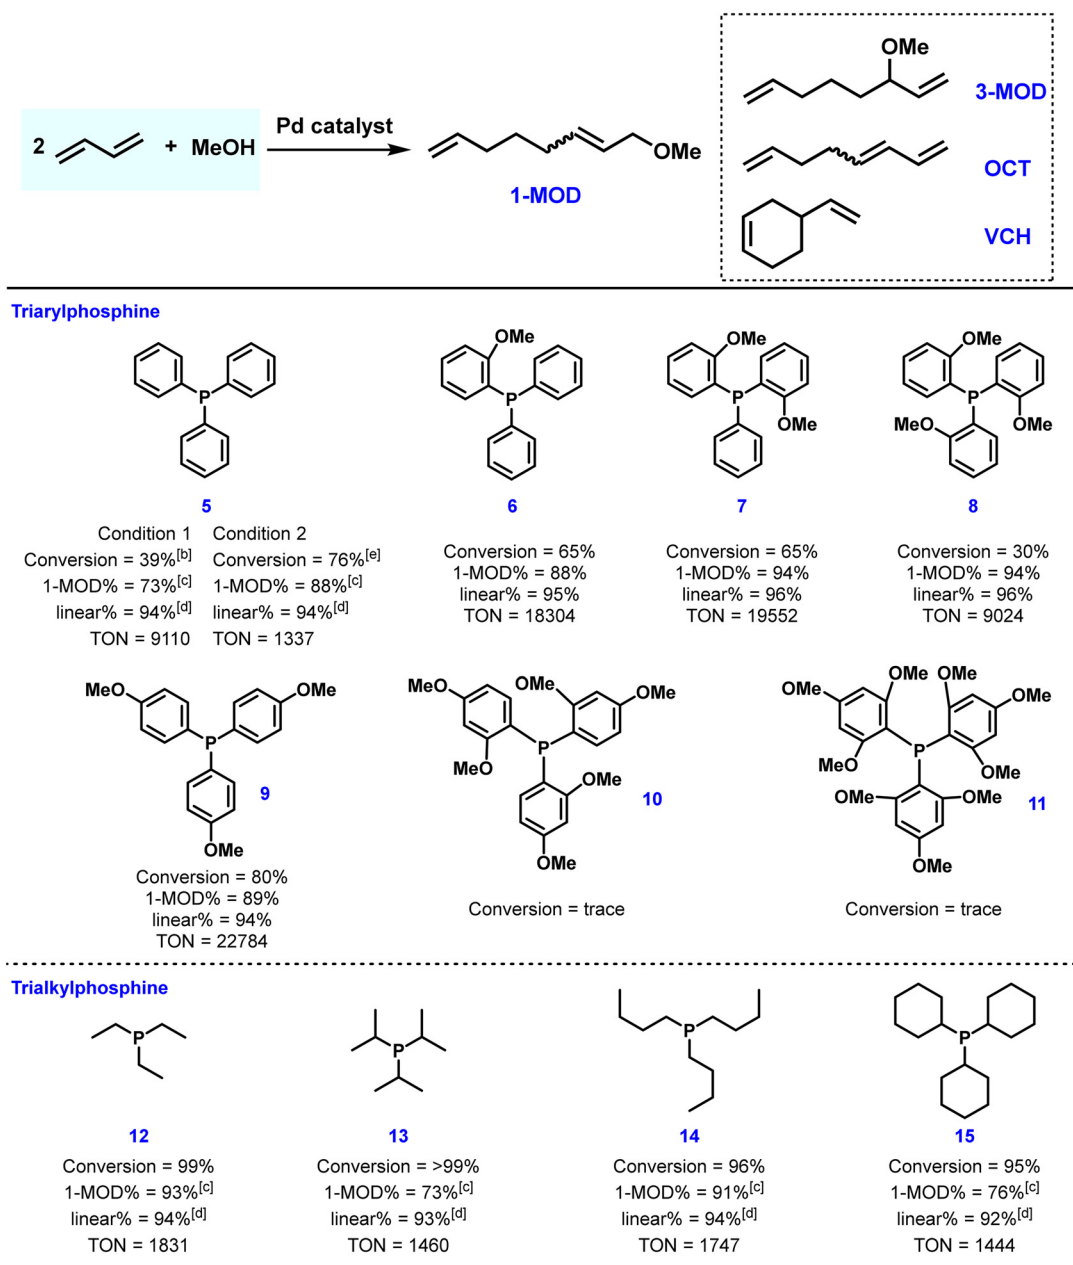 2 + MeOH Pd catalyst OMe
1-MOD
OMe
3-MOD
OCT
VCH
Triarylphosphine
P
5
Condition 1 Condition 2
Conversion = 39%[b] Conversion = 76%[e]
1-MOD% = 73%[c] 1-MOD% = 88%[c]
linear% = 94%[d] linear% = 94%[d]
TON = 9110 TON = 1337
OMe
P
6
Conversion = 65%
1-MOD% = 88%
linear% = 95%
TON = 18304
OMe
P
OMe
7
Conversion = 65%
1-MOD% = 94%
linear% = 96%
TON = 19552
OMe
P
MeO OMe
8
Conversion = 30%
1-MOD% = 94%
linear% = 96%
TON = 9024
MeO OMe
P
OMe
9
Conversion = 80%
1-MOD% = 89%
linear% = 94%
TON = 22784
MeO OMe OMe
P
MeO OMe
OMe
10
Conversion = trace
OMe OMe
MeO OMe
P
MeO OMe
OMe OMe
OMe
11
Conversion = trace
Trialkylphosphine
P
12
Conversion = 99%
1-MOD% = 93%[c]
linear% = 94%[d]
TON = 1831
P
13
Conversion = >99%
1-MOD% = 73%[c]
linear% = 93%[d]
TON = 1460
P
14
Conversion = 96%
1-MOD% = 91%[c]
linear% = 94%[d]
TON = 1747
P
15
Conversion = 95%
1-MOD% = 76%[c]
linear% = 92%[d]
TON = 1444